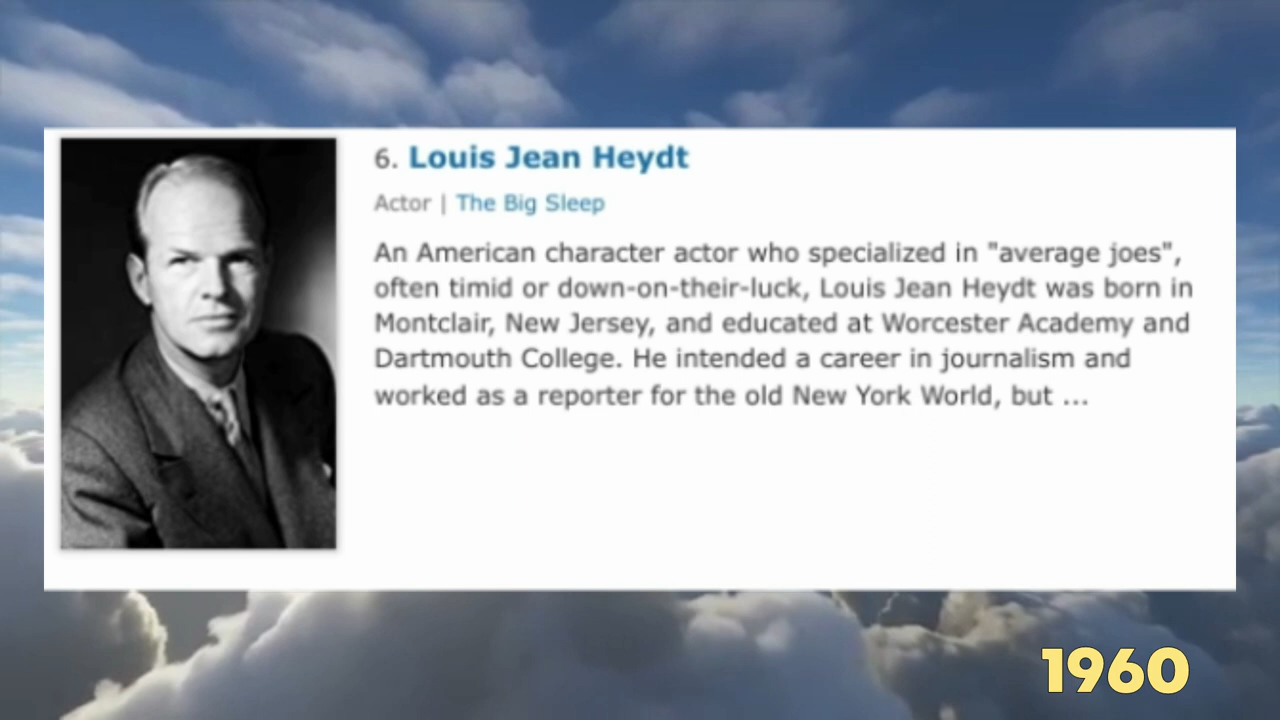 6. Louis Jean Heydt
Actor | The Big Sleep
An American character actor who specialized in "average joes",
often timid or down-on-their-luck, Louis Jean Heydt was born in
Montclair, New Jersey, and educated at Worcester Academy and
Dartmouth College. He intended a career in journalism and
worked as a reporter for the old New York World, but ...
1960